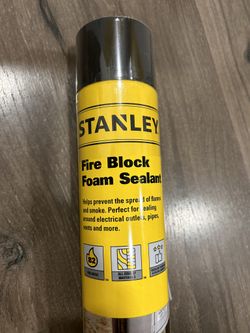 STANLEY
Fire Block
Foam Sealant
Helps prevent the spread of flames
and smoke. Perfect for sealing
around electrical outlets, pipes,
vents and more.
B2